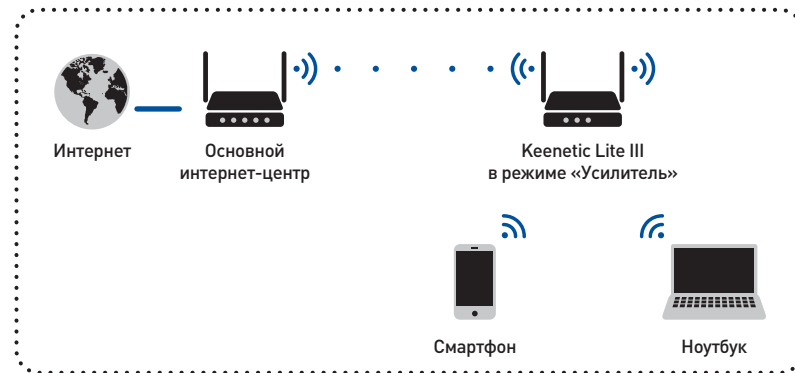 Интернет
Основной
интернет-центр
Keenetic Lite III
в режиме «Усилитель»
Смартфон
Ноутбук